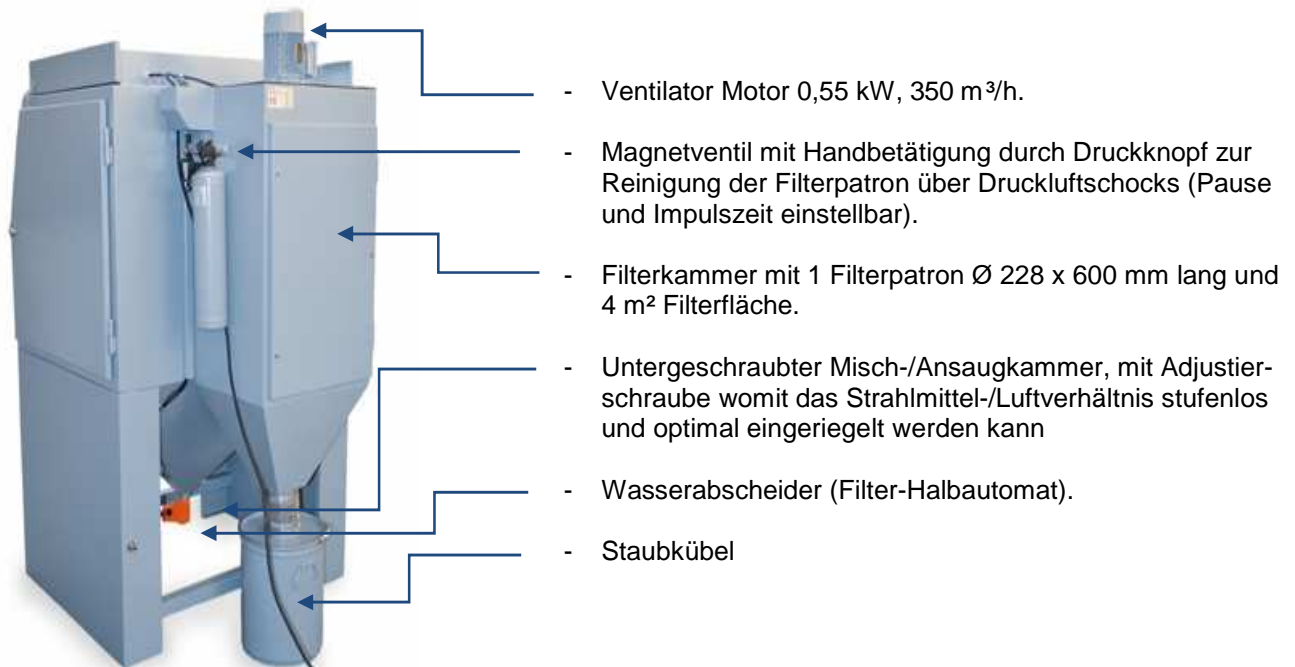 - Ventilator Motor 0,55 kW, 350 m³/h.
- Magnetventil mit Handbetätigung durch Druckknopf zur
Reinigung der Filterpatron über Druckluftschocks (Pause
und Impulszeit einstellbar).
- Filterkammer mit 1 Filterpatron Ø 228 x 600 mm lang und
4 m² Filterfläche.
- Untergeschraubter Misch-/Ansaugkammer, mit Adjustier-
schraube womit das Strahlmittel-/Luftverhältnis stufenlos
und optimal eingeriegelt werden kann
- Wasserabscheider (Filter-Halbautomat).
- Staubkübel